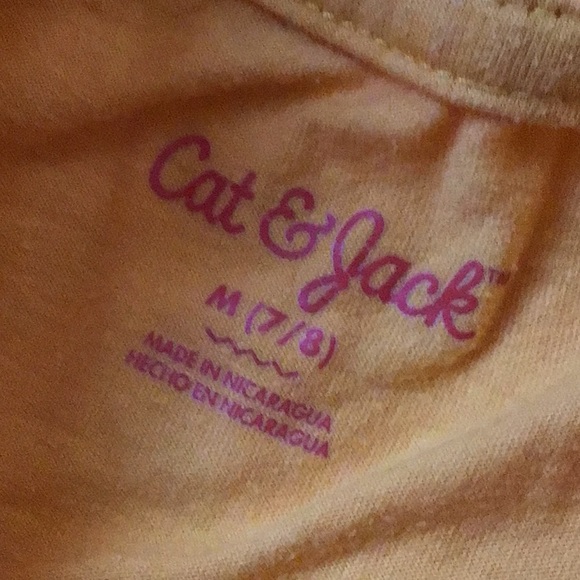 Cat & Jack™
M (7/8)
MADE IN NICARAGUA
HECHO EN NICARAGUA